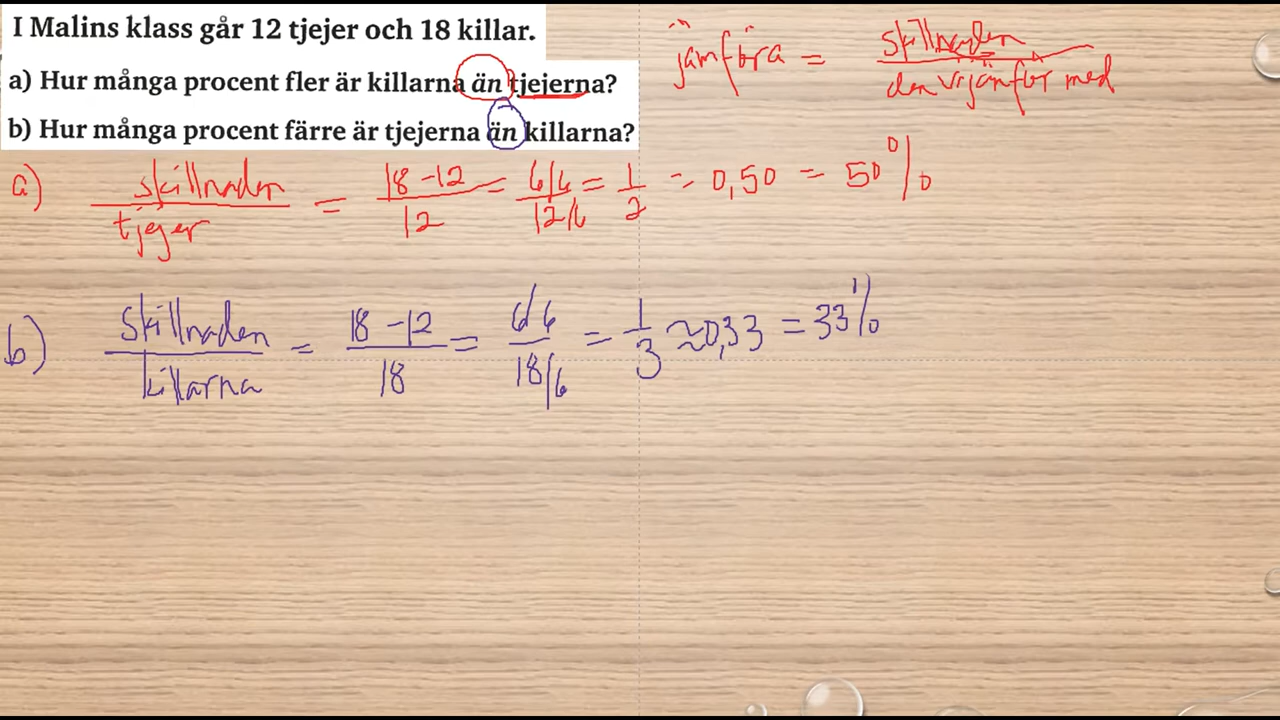 I Malins klass går 12 tjejer och 18 killar.
a) Hur många procent fler är killarna än tjejerna?
b) Hur många procent färre är tjejerna än killarna?
jämföra = skillnaden / den vi jämför med
a) skillnaden / tjejer = 18-12 / 12 = 6/6 / 12/6 = 1/2 = 0,50 = 50%
b) skillnaden / killarna = 18-12 / 18 = 6/6 / 18/6 = 1/3 ≈ 0,33 = 33%